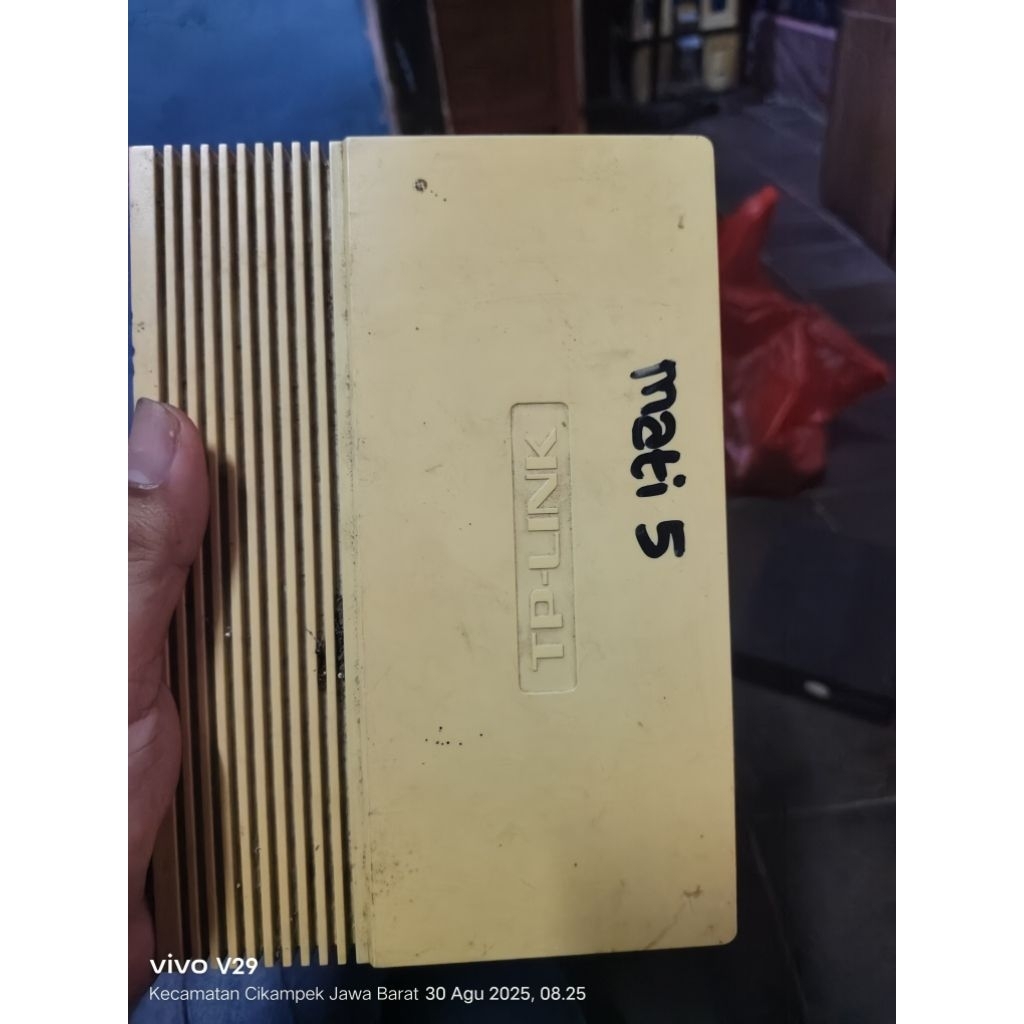 mati 5
TP-LINK
vivo V29
Kecamatan Cikampek Jawa Barat 30 Agu 2025, 08.25